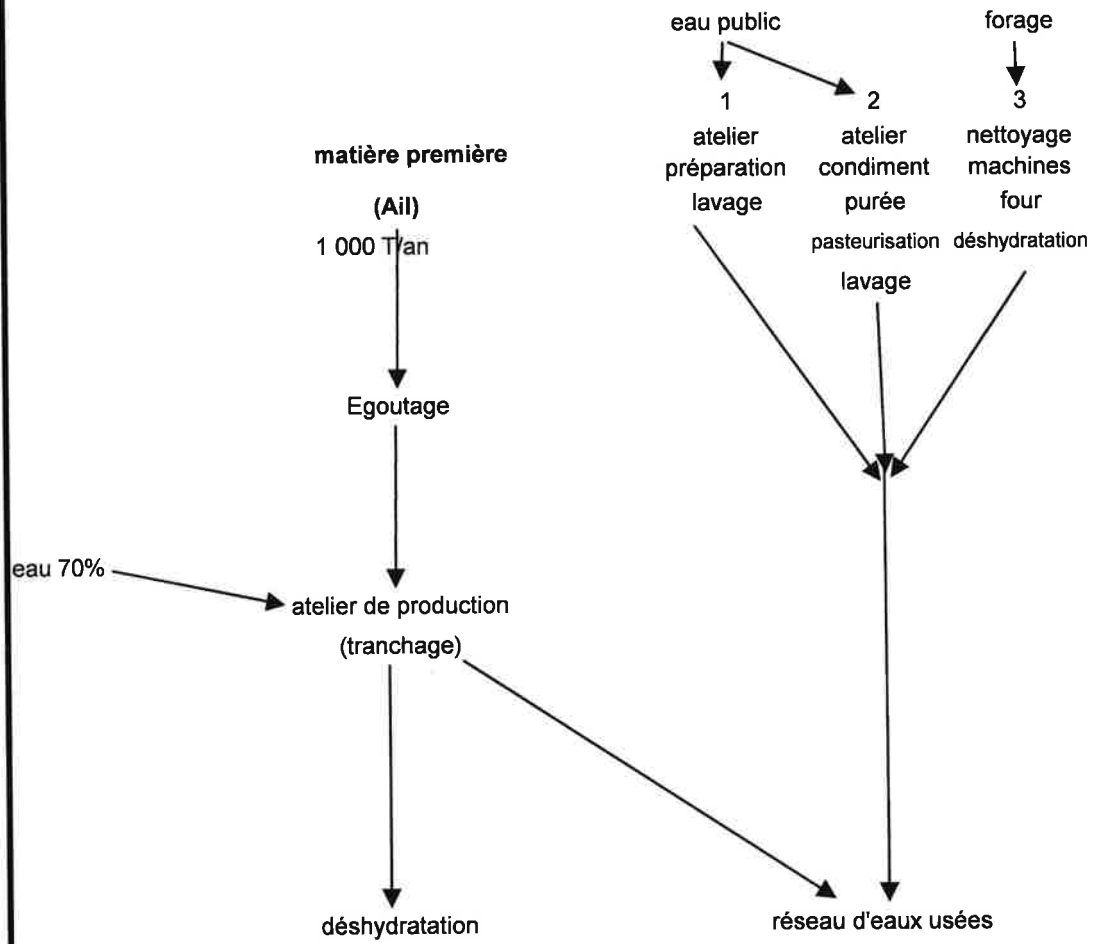 eau public
forage
1
atelier
préparation
lavage
2
atelier
condiment
purée
pasteurisation
lavage
3
nettoyage
machines
four
déshydratation
matière première
(Ail)
1 000 T/an
Egoutage
eau 70%
atelier de production
(tranchage)
déshydratation
réseau d'eaux usées